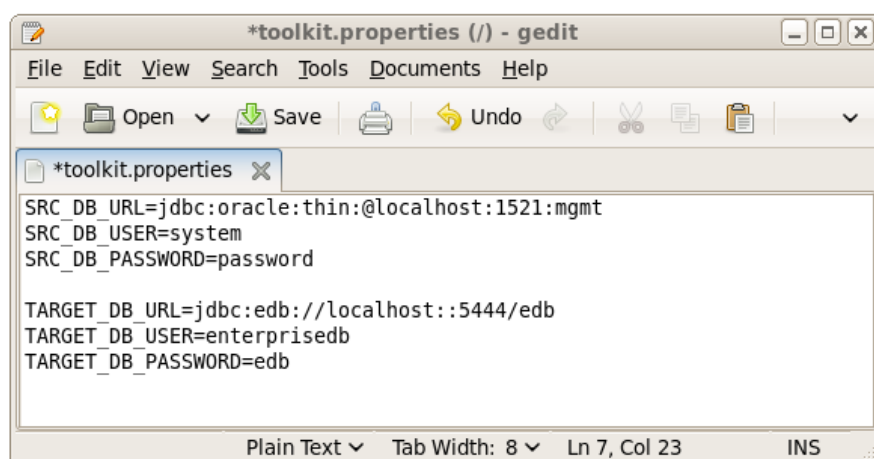 *toolkit.properties (/) - gedit
File Edit View Search Tools Documents Help
Open Save Undo
*toolkit.properties
SRC_DB_URL=jdbc:oracle:thin:@localhost:1521:mgmt
SRC_DB_USER=system
SRC_DB_PASSWORD=password
TARGET_DB_URL=jdbc:edb://localhost::5444/edb
TARGET_DB_USER=enterprisedb
TARGET_DB_PASSWORD=edb
Plain Text Tab Width: 8 Ln 7, Col 23 INS